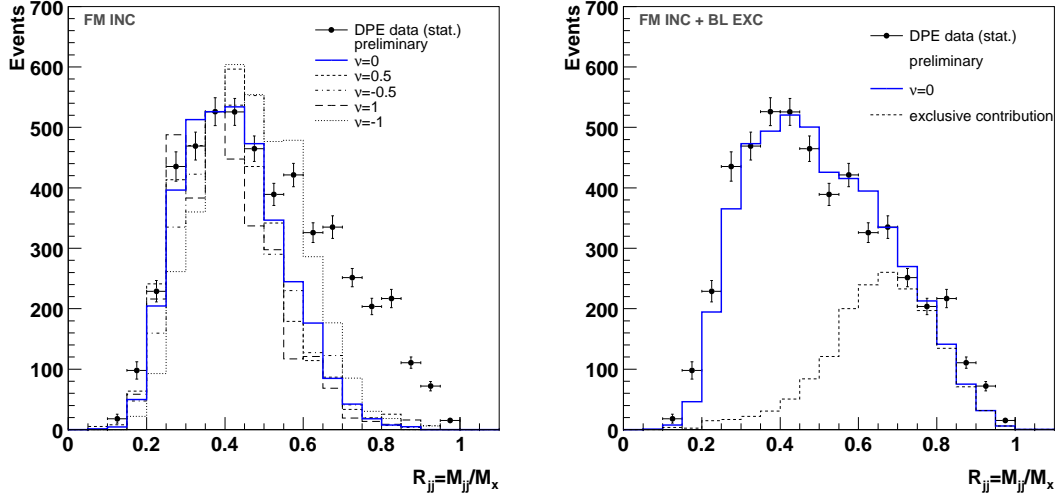 FM INC
Events
700
600
500
400
300
200
100
0
DPE data (stat.)
preliminary
ν=0
ν=0.5
ν=-0.5
ν=1
ν=-1
0 0.2 0.4 0.6 0.8 1
R_jj=M_jj/M_x
FM INC + BL EXC
Events
700
600
500
400
300
200
100
0
DPE data (stat.)
preliminary
ν=0
exclusive contribution
0 0.2 0.4 0.6 0.8 1
R_jj=M_jj/M_x